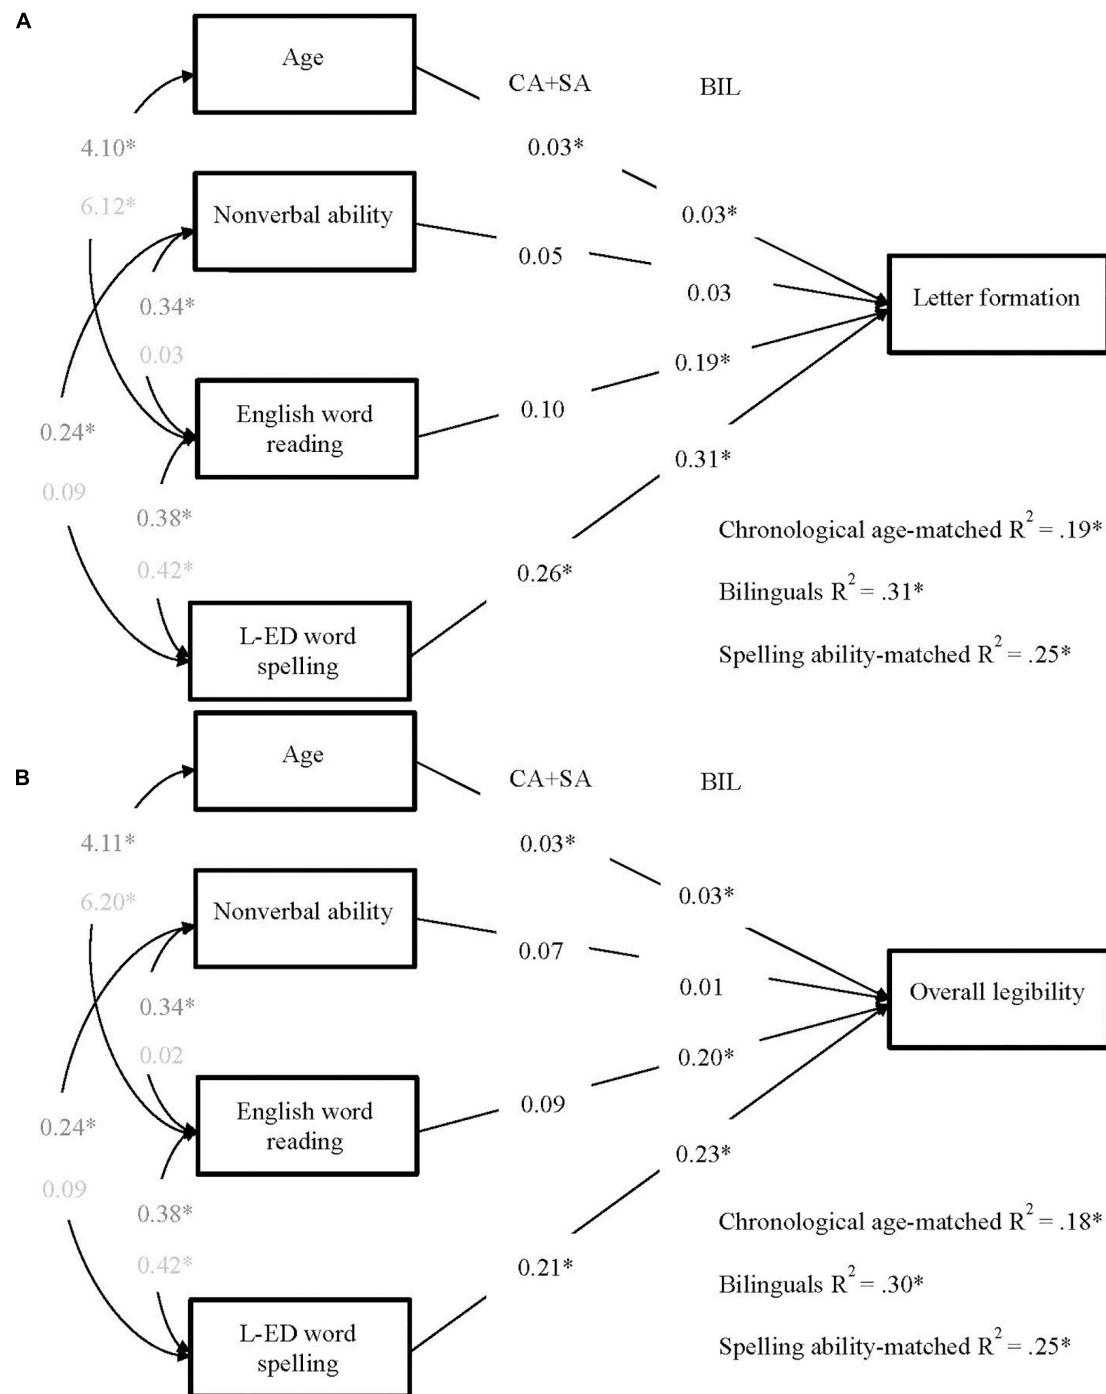 A
Age
CA+SA
BIL
4.10*
0.03*
6.12*
Nonverbal ability
0.03*
0.05
0.34*
0.03
Letter formation
0.03
0.19*
English word
reading
0.10
0.24*
0.31*
0.09
0.38*
Chronological age-matched R² = .19*
0.42*
0.26*
Bilinguals R² = .31*
L-ED word
spelling
Spelling ability-matched R² = .25*
B
Age
CA+SA
BIL
4.11*
0.03*
6.20*
Nonverbal ability
0.03*
0.07
0.34*
0.01
Overall legibility
0.02
0.20*
English word
reading
0.09
0.24*
0.23*
0.09
0.38*
Chronological age-matched R² = .18*
0.42*
0.21*
Bilinguals R² = .30*
L-ED word
spelling
Spelling ability-matched R² = .25*